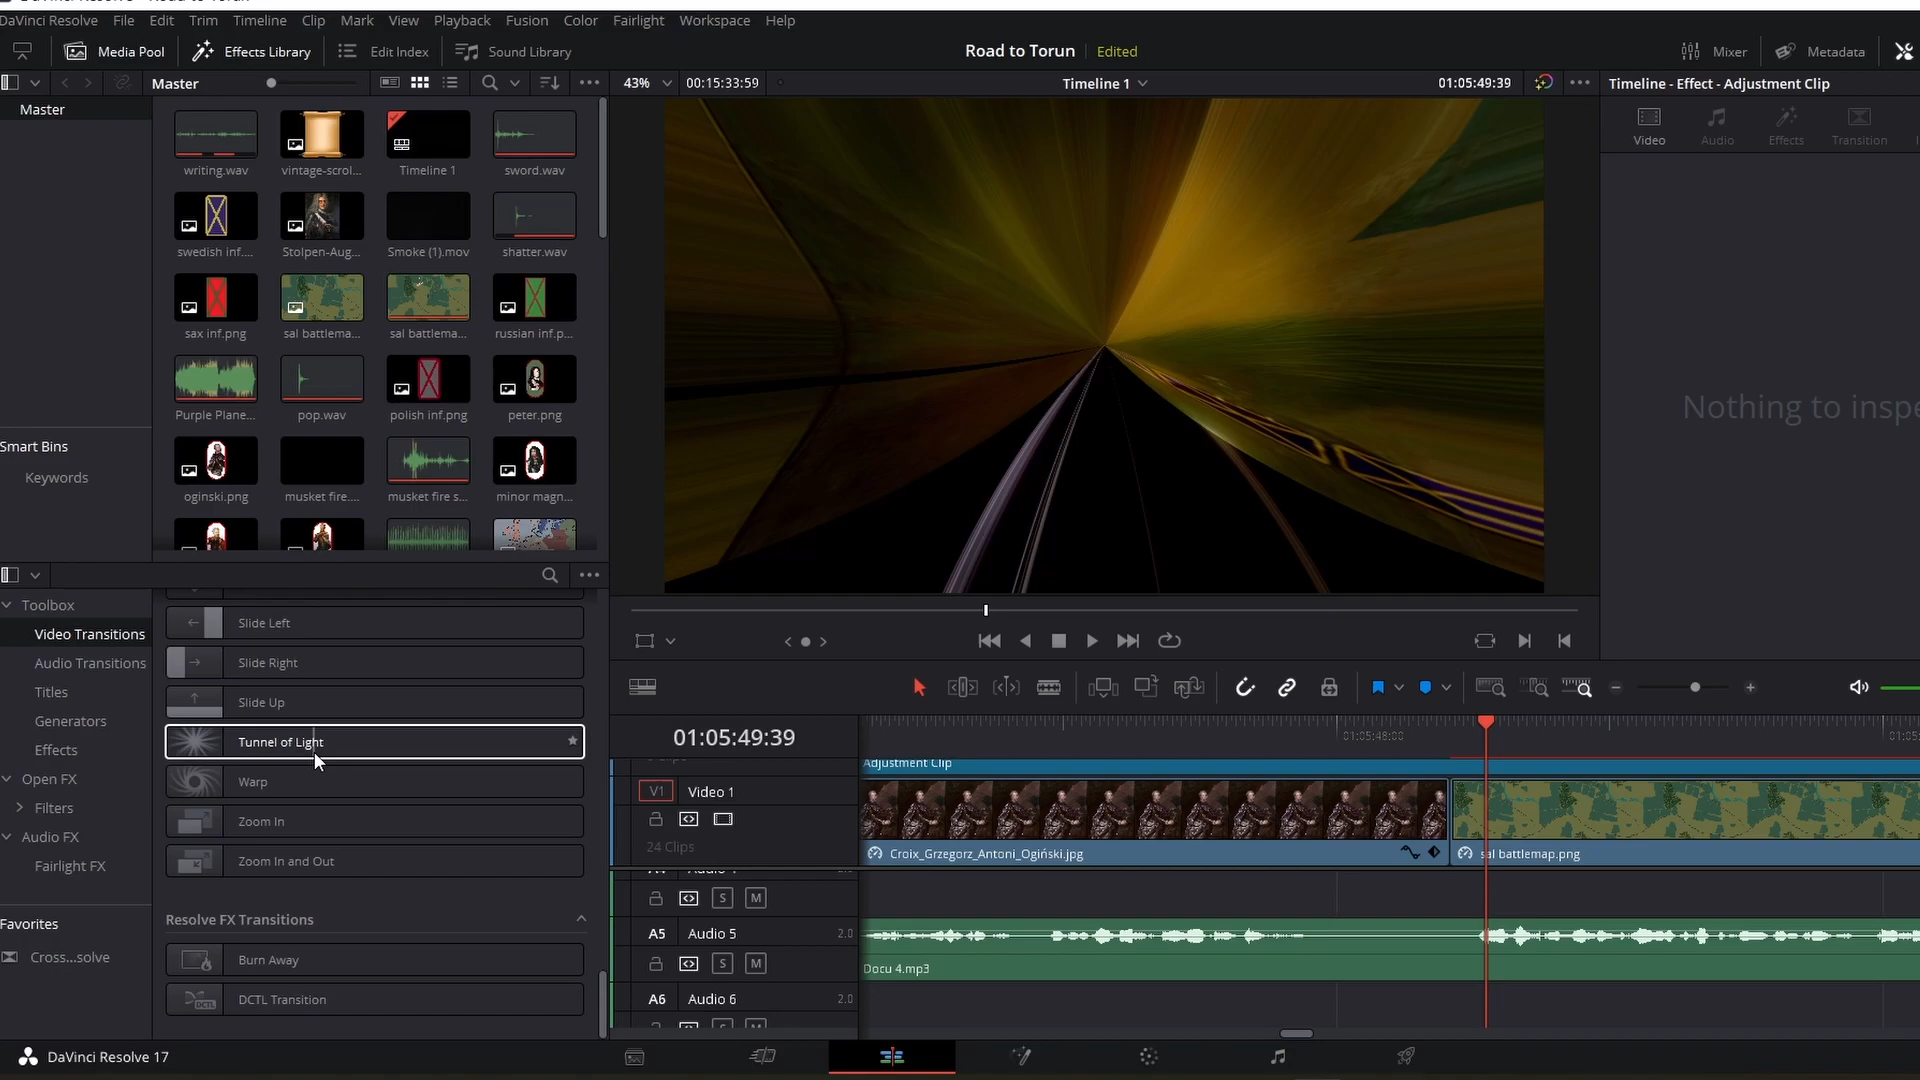 DaVinci Resolve File Edit Trim Timeline Clip Mark View Playback Fusion Color Fairlight Workspace Help
Media Pool Effects Library Edit Index Sound Library
Road to Torun Edited
Mixer Metadata
Master
43% 00:15:33:59 Timeline 1 01:05:49:39
Timeline - Effect - Adjustment Clip
Master
Video Audio Effects Transition
writing.wav vintage-scrol... Timeline 1 sword.wav
swedish inf.... Stolpen-Aug... Smoke (1).mov shatter.wav
sax inf.png sal battlema... sal battlema... russian inf.p...
Purple Plane... pop.wav polish inf.png peter.png
oginski.png musket fire.... musket fire s... minor magn...
Smart Bins
Keywords
Nothing to inspe
Toolbox
Video Transitions
Audio Transitions
Titles
Generators
Effects
Open FX
Filters
Audio FX
Fairlight FX
Favorites
Cross...solve
Slide Left
Slide Right
Slide Up
Tunnel of Light
Warp
Zoom In
Zoom In and Out
Resolve FX Transitions
Burn Away
DCTL
DCTL Transition
01:05:49:39
01:05:48:00 01:05:
Adjustment Clip
V1 Video 1
24 Clips
Croix_Grzegorz_Antoni_Ogiński.jpg sal battlemap.png
S M
A5 Audio 5 2.0
S M
Docu 4.mp3
A6 Audio 6 2.0
DaVinci Resolve 17